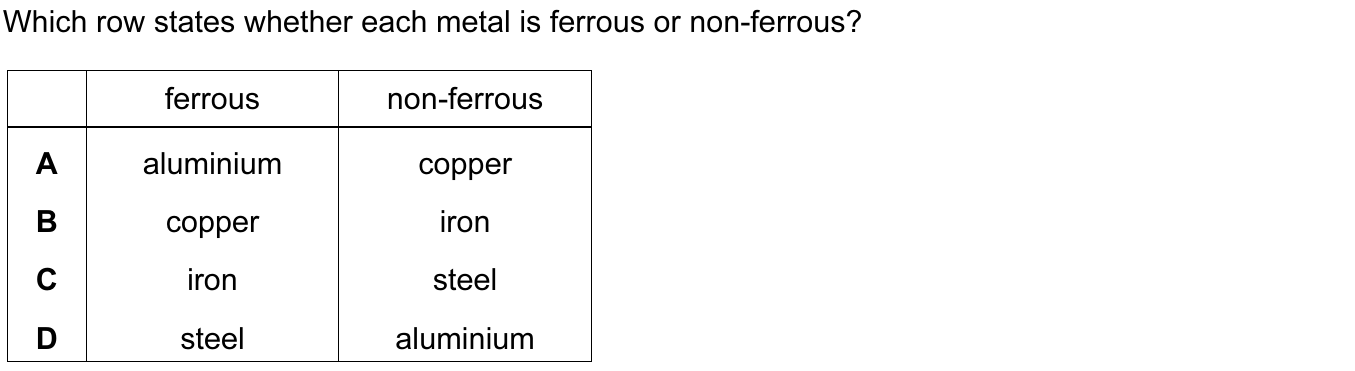 Which row states whether each metal is ferrous or non-ferrous?
ferrous non-ferrous
A aluminium copper
B copper iron
C iron steel
D steel aluminium